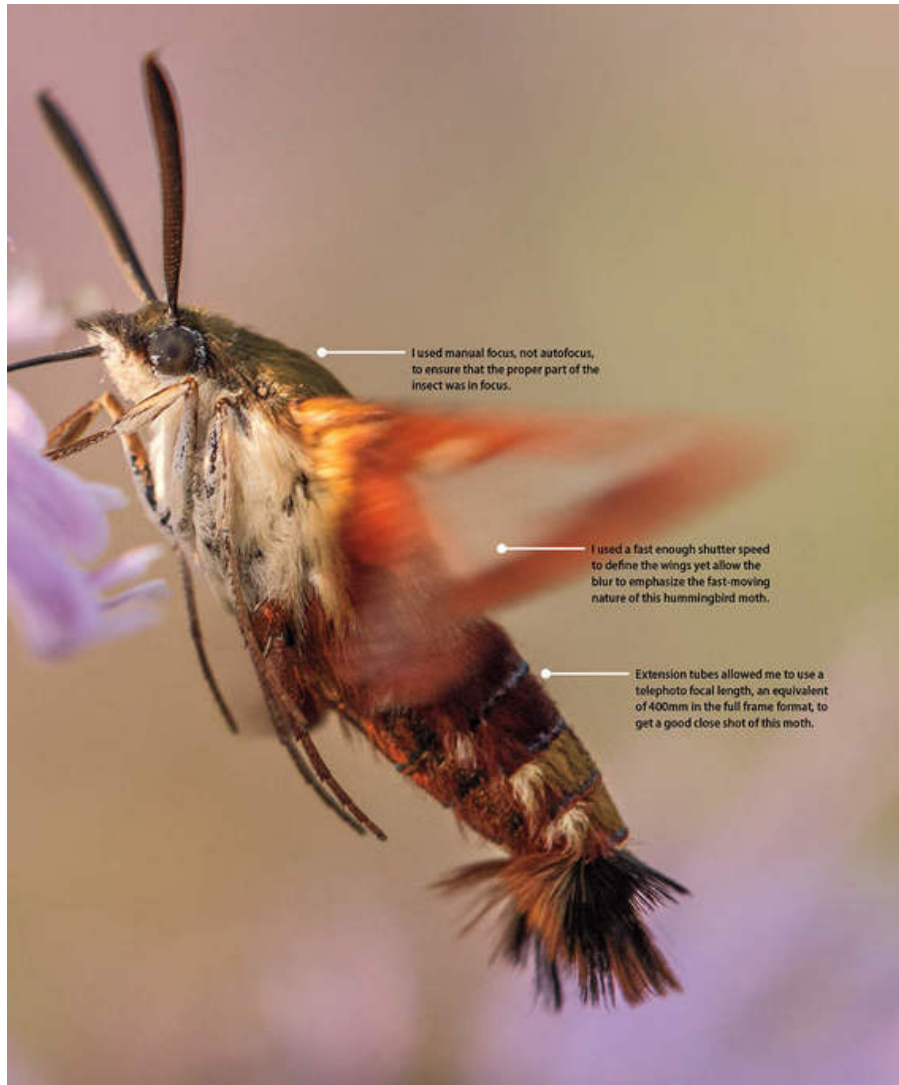 I used manual focus, not autofocus,
to ensure that the proper part of the
insect was in focus.
I used a fast enough shutter speed
to define the wings yet allow the
blur to emphasize the fast-moving
nature of this hummingbird moth.
Extension tubes allowed me to use a
telephoto focal length, an equivalent
of 400mm in the full frame format, to
get a good close shot of this moth.